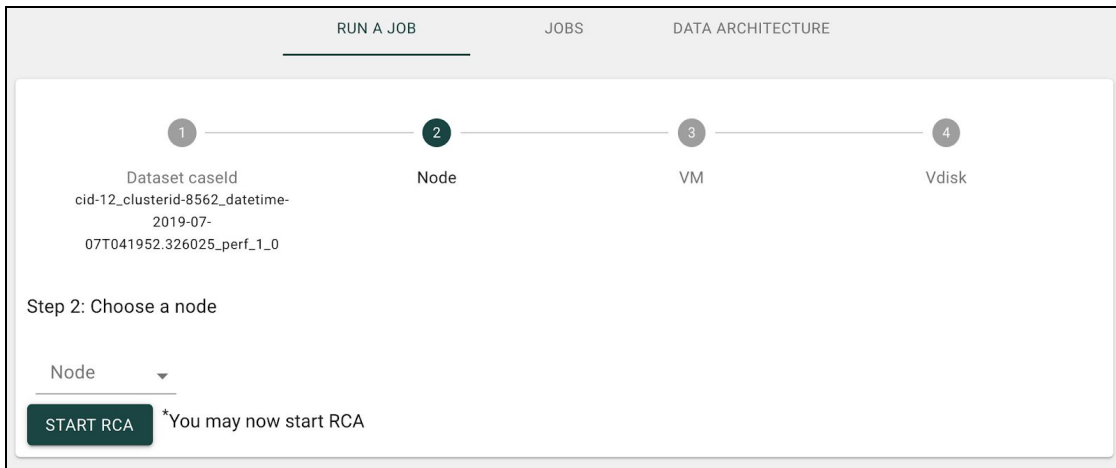 RUN A JOB JOBS DATA ARCHITECTURE
1 2 3 4
Dataset caseId Node VM Vdisk
cid-12_clusterid-8562_datetime-
2019-07-
07T041952.326025_perf_1_0
Step 2: Choose a node
Node
START RCA *You may now start RCA